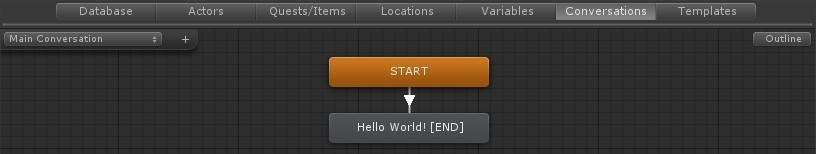 Database Actors Quests/Items Locations Variables Conversations Templates
Main Conversation + Outline
START
Hello World! [END]